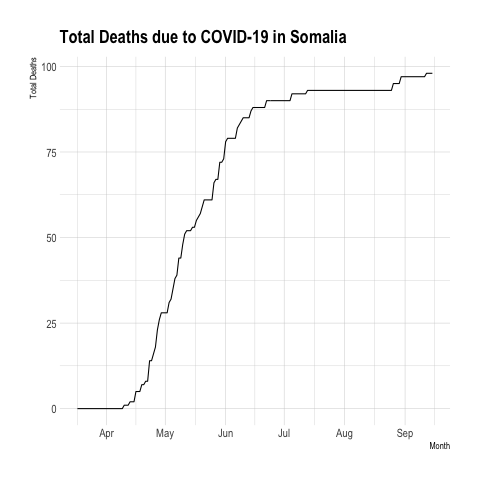 Total Deaths due to COVID-19 in Somalia
Total Deaths
100
75
50
25
0
Apr May Jun Jul Aug Sep
Month